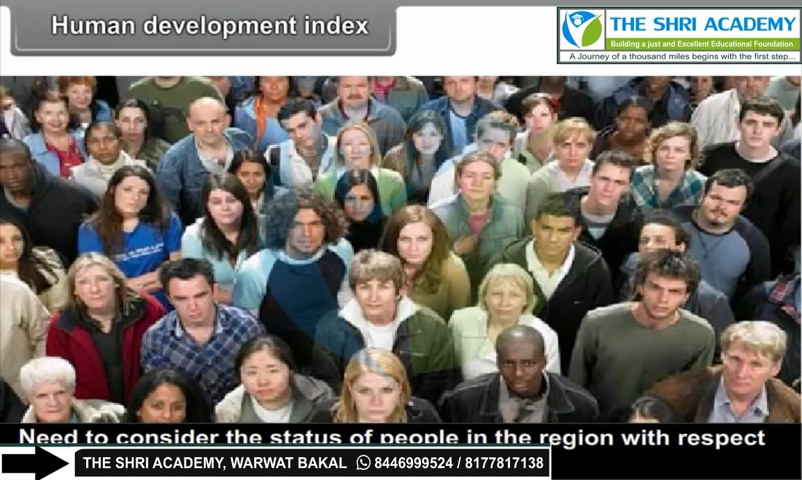 Human development index
THE SHRI ACADEMY
Building a just and Excellent Educational Foundation
A Journey of a thousand miles begins with the first step...
Need to consider the status of people in the region with respect
THE SHRI ACADEMY, WARWAT BAKAL 8446999524 / 8177817138